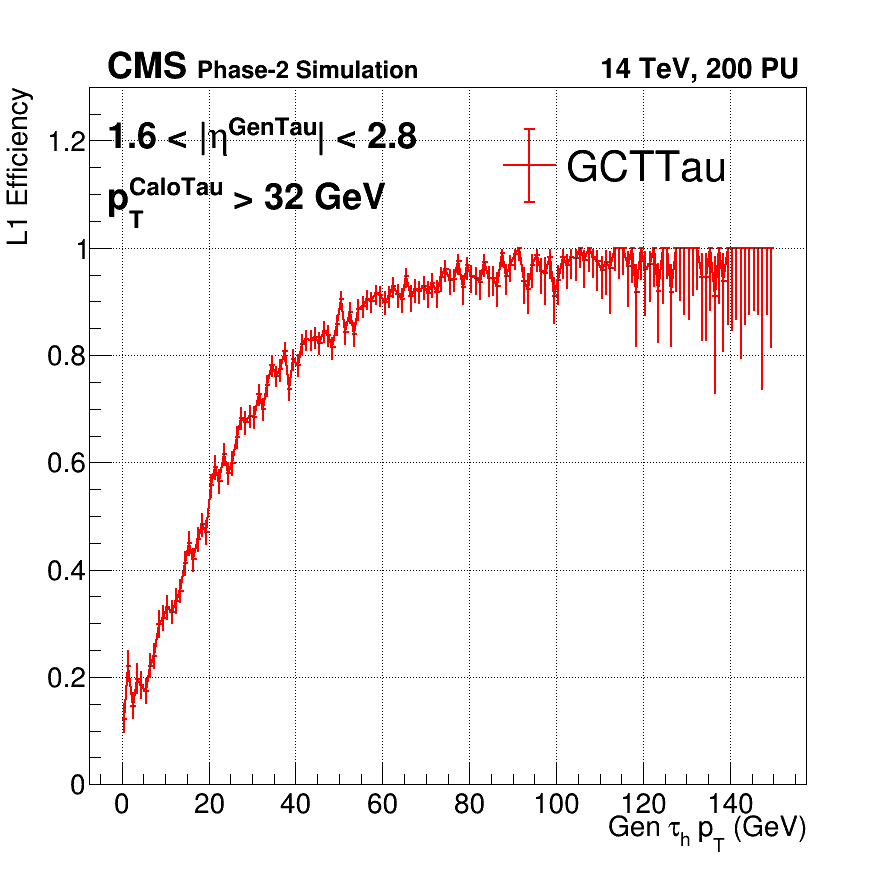 CMS Phase-2 Simulation 14 TeV, 200 PU
L1 Efficiency
1.6 < |η^GenTau| < 2.8
p_T^CaloTau > 32 GeV
GCTTau
1.2
1
0.8
0.6
0.4
0.2
0
0 20 40 60 80 100 120 140
Gen τ_h p_T (GeV)